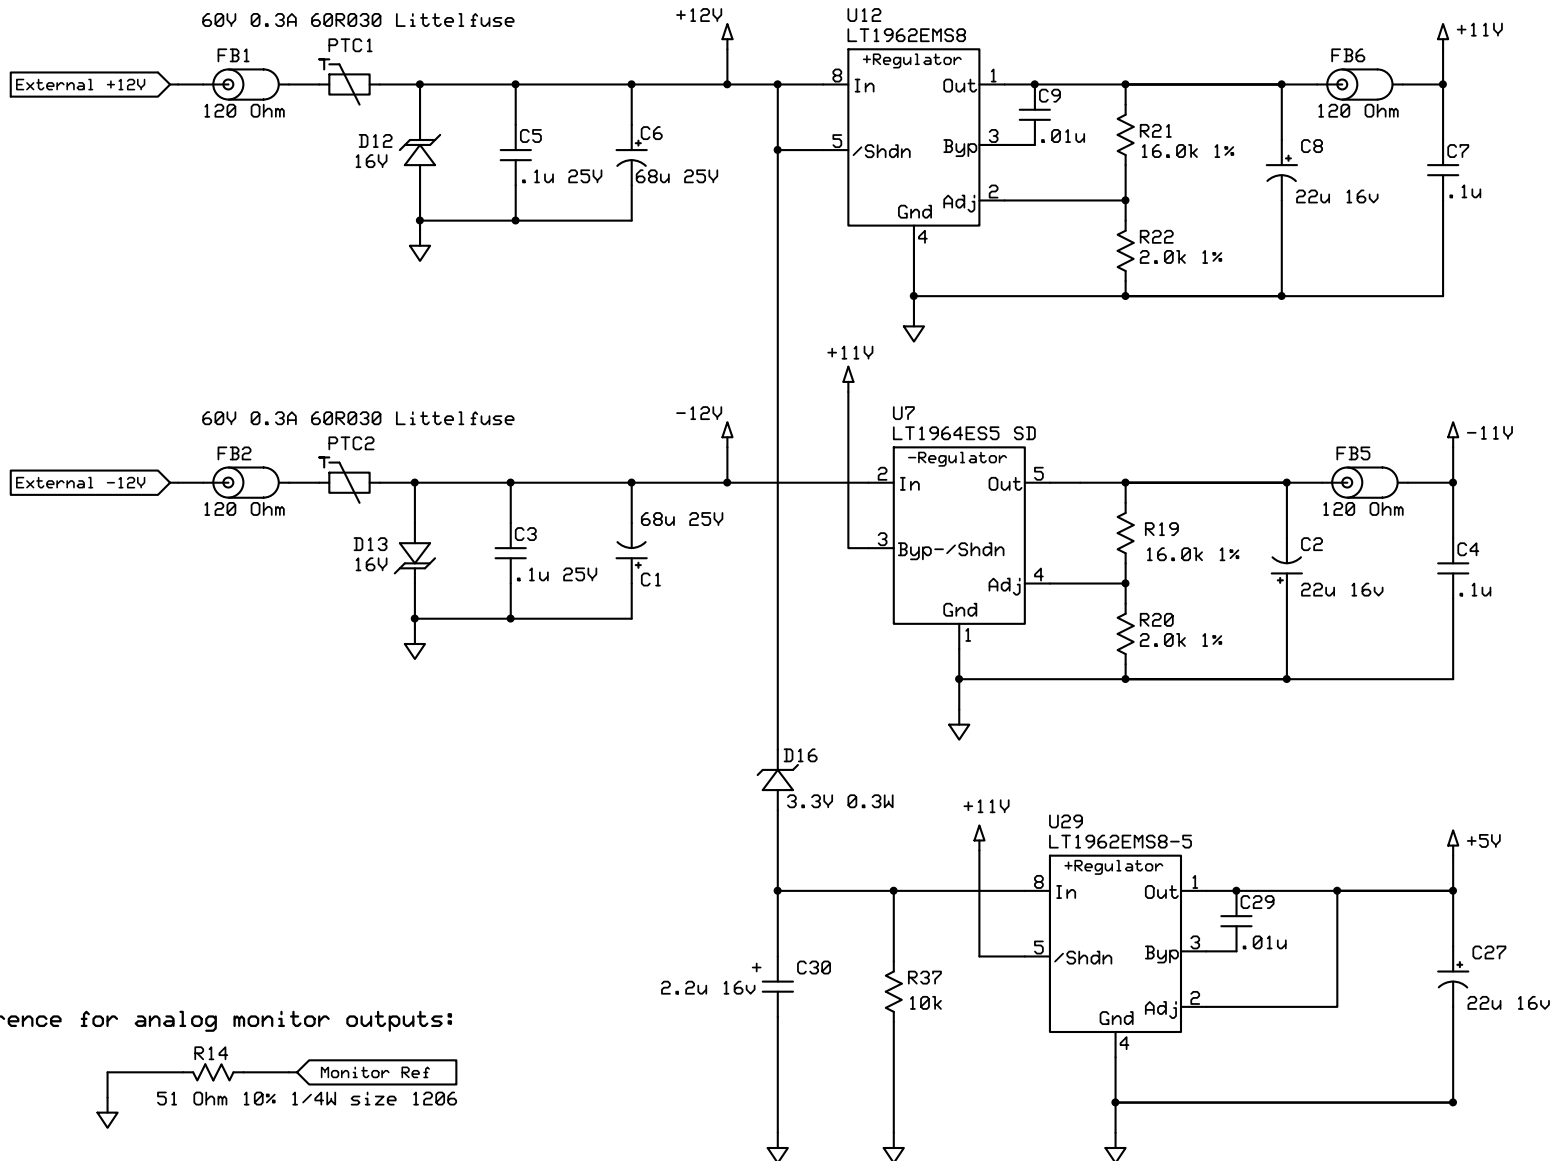 60V 0.3A 60R030 Littelfuse
+12V
U12
LT1962EMS8
+11V
FB1
T
PTC1
+Regulator
FB6
External +12V
8
In
Out
1
120 Ohm
C9
.01u
120 Ohm
D12
16V
C5
.1u 25V
+
C6
68u 25V
5
/Shdn
Byp
3
R21
16.0k 1%
+
C8
22u 16v
C7
.1u
Adj
2
Gnd
4
R22
2.0k 1%
+11V
60V 0.3A 60R030 Littelfuse
-12V
U7
LT1964ES5 SD
-11V
FB2
T
PTC2
-Regulator
FB5
External -12V
2
In
Out
5
120 Ohm
120 Ohm
D13
16V
C3
.1u 25V
68u 25V
+
C1
3
Byp-/Shdn
R19
16.0k 1%
C2
+
22u 16v
C4
.1u
Adj
4
Gnd
1
R20
2.0k 1%
D16
3.3V 0.3W
+11V
U29
LT1962EMS8-5
+5V
+Regulator
8
In
Out
1
C29
.01u
5
/Shdn
Byp
3
+
C30
2.2u 16v
R37
10k
Adj
2
Gnd
4
+
C27
22u 16v
rence for analog monitor outputs:
R14
Monitor Ref
51 Ohm 10% 1/4W size 1206